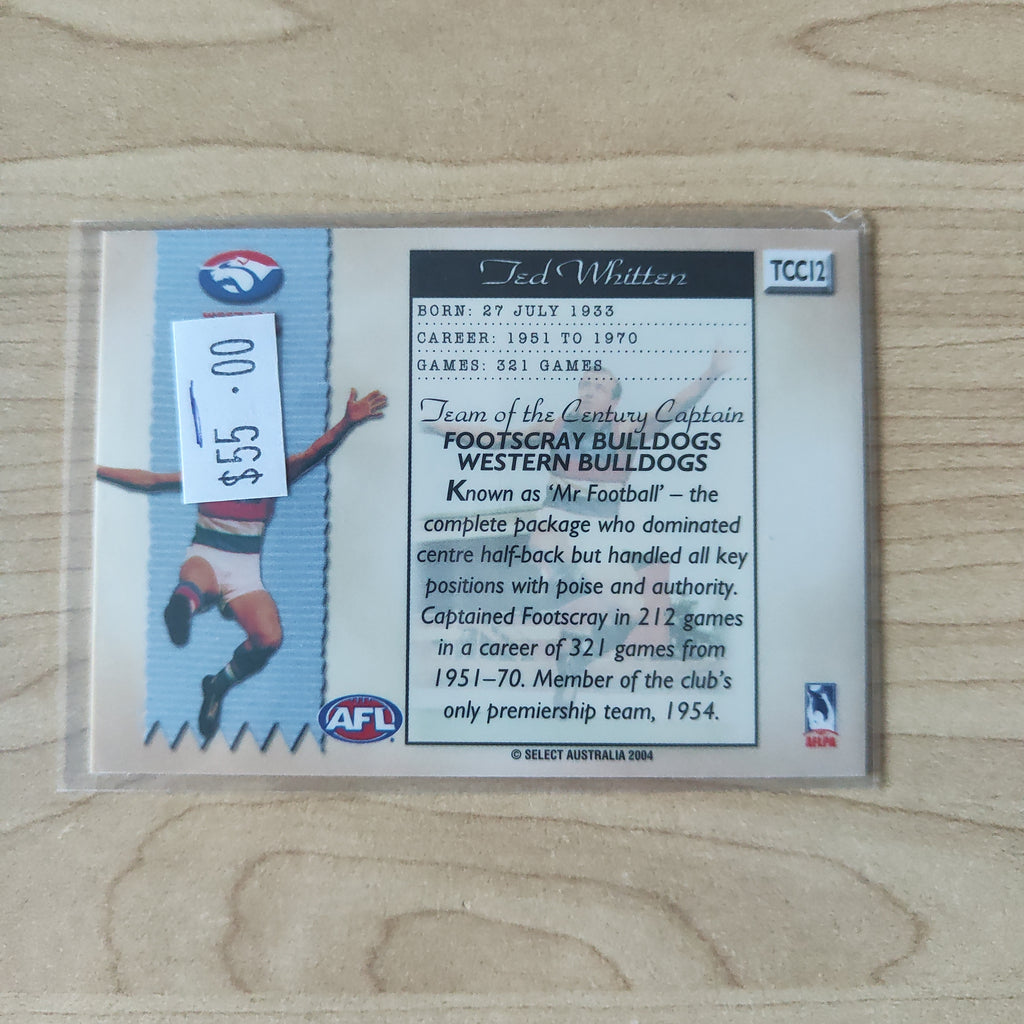 Ted Whitten
TCC12
BORN: 27 JULY 1933
CAREER: 1951 TO 1970
GAMES: 321 GAMES
Team of the Century Captain
FOOTSCRAY BULLDOGS
WESTERN BULLDOGS
Known as ‘Mr Football’ – the
complete package who dominated
centre half-back but handled all key
positions with poise and authority.
Captained Footscray in 212 games
in a career of 321 games from
1951–70. Member of the club’s
only premiership team, 1954.
$55.00
AFL
AFLPA
© SELECT AUSTRALIA 2004